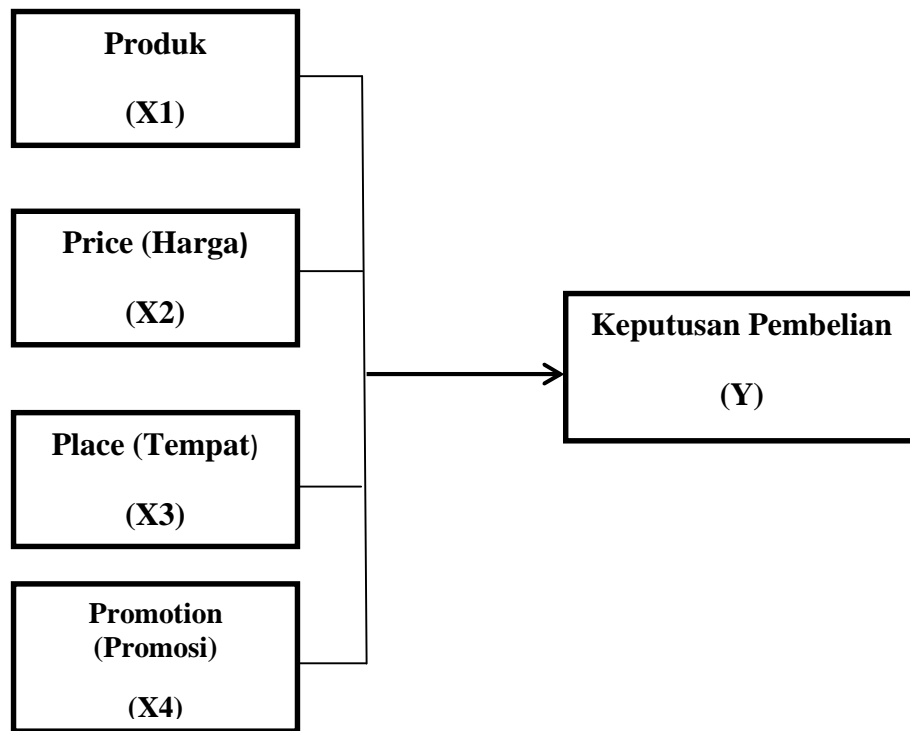 Produk
(X1)
Price (Harga)
(X2)
Place (Tempat)
(X3)
Promotion
(Promosi)
(X4)
Keputusan Pembelian
(Y)